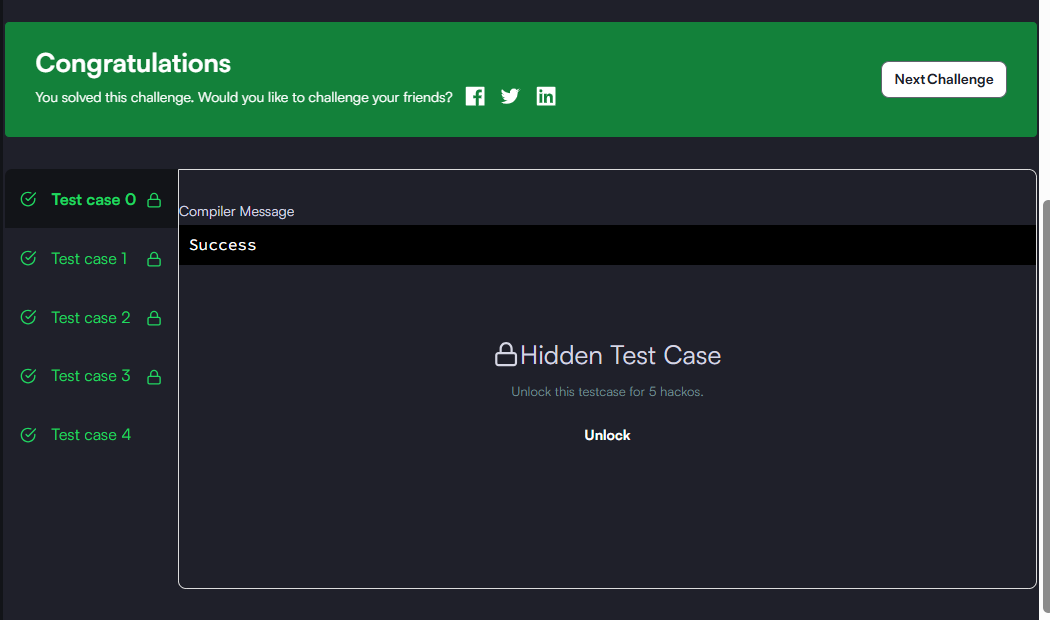 Congratulations
You solved this challenge. Would you like to challenge your friends?
Next Challenge
Test case 0
Test case 1
Test case 2
Test case 3
Test case 4
Compiler Message
Success
Hidden Test Case
Unlock this testcase for 5 hackos.
Unlock